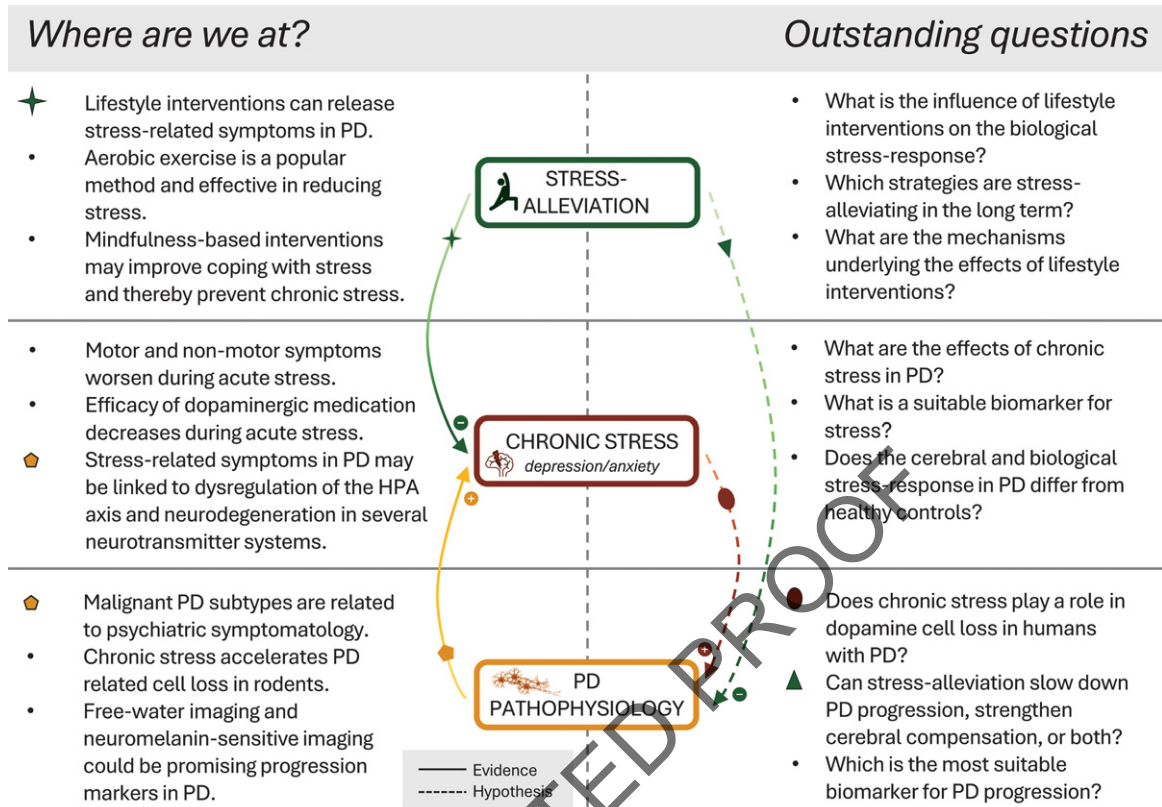 Where are we at?
Outstanding questions
Lifestyle interventions can release
stress-related symptoms in PD.
• Aerobic exercise is a popular
method and effective in reducing
stress.
• Mindfulness-based interventions
may improve coping with stress
and thereby prevent chronic stress.
STRESS-
ALLEVIATION
• What is the influence of lifestyle
interventions on the biological
stress-response?
• Which strategies are stress-
alleviating in the long term?
• What are the mechanisms
underlying the effects of lifestyle
interventions?
• Motor and non-motor symptoms
worsen during acute stress.
• Efficacy of dopaminergic medication
decreases during acute stress.
Stress-related symptoms in PD may
be linked to dysregulation of the HPA
axis and neurodegeneration in several
neurotransmitter systems.
CHRONIC STRESS
depression/anxiety
• What are the effects of chronic
stress in PD?
• What is a suitable biomarker for
stress?
• Does the cerebral and biological
stress-response in PD differ from
healthy controls?
Malignant PD subtypes are related
to psychiatric symptomatology.
• Chronic stress accelerates PD
related cell loss in rodents.
• Free-water imaging and
neuromelanin-sensitive imaging
could be promising progression
markers in PD.
PD
PATHOPHYSIOLOGY
Does chronic stress play a role in
dopamine cell loss in humans
with PD?
Can stress-alleviation slow down
PD progression, strengthen
cerebral compensation, or both?
• Which is the most suitable
biomarker for PD progression?
Evidence
Hypothesis
PROOF